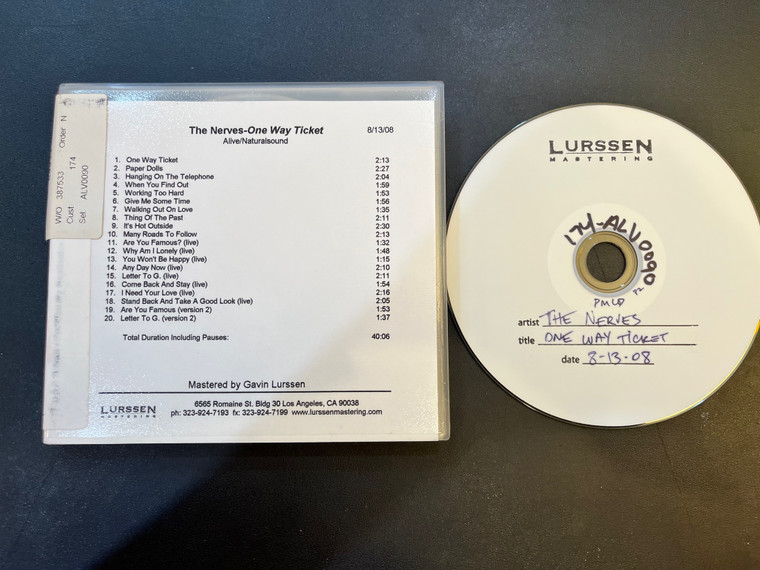 W/O 387533 Order N
Cust 174
Sel ALV0090
The Nerves-One Way Ticket 8/13/08
Alive/Naturalsound
1. One Way Ticket 2:13
2. Paper Dolls 2:27
3. Hanging On The Telephone 2:04
4. When You Find Out 1:59
5. Working Too Hard 1:53
6. Give Me Some Time 1:56
7. Walking Out On Love 1:35
8. Thing Of The Past 2:11
9. It's Hot Outside 2:30
10. Many Roads To Follow 2:13
11. Are You Famous? (live) 1:32
12. Why Am I Lonely (live) 1:48
13. You Won't Be Happy (live) 1:15
14. Any Day Now (live) 2:10
15. Letter To G. (live) 2:11
16. Come Back And Stay (live) 1:54
17. I Need Your Love (live) 2:16
18. Stand Back And Take A Good Look (live) 2:05
19. Are You Famous (version 2) 1:53
20. Letter To G. (version 2) 1:37
Total Duration Including Pauses: 40:06
Mastered by Gavin Lurssen
LURSSEN
MASTERING
6565 Romaine St. Bldg 30 Los Angeles, CA 90038
ph: 323-924-7193 fx: 323-924-7199 www.lurssenmastering.com
LURSSEN
MASTERING
174-ALV0090
P2
PMCD
artist THE NERVES
title ONE WAY TICKET
date 8-13-08